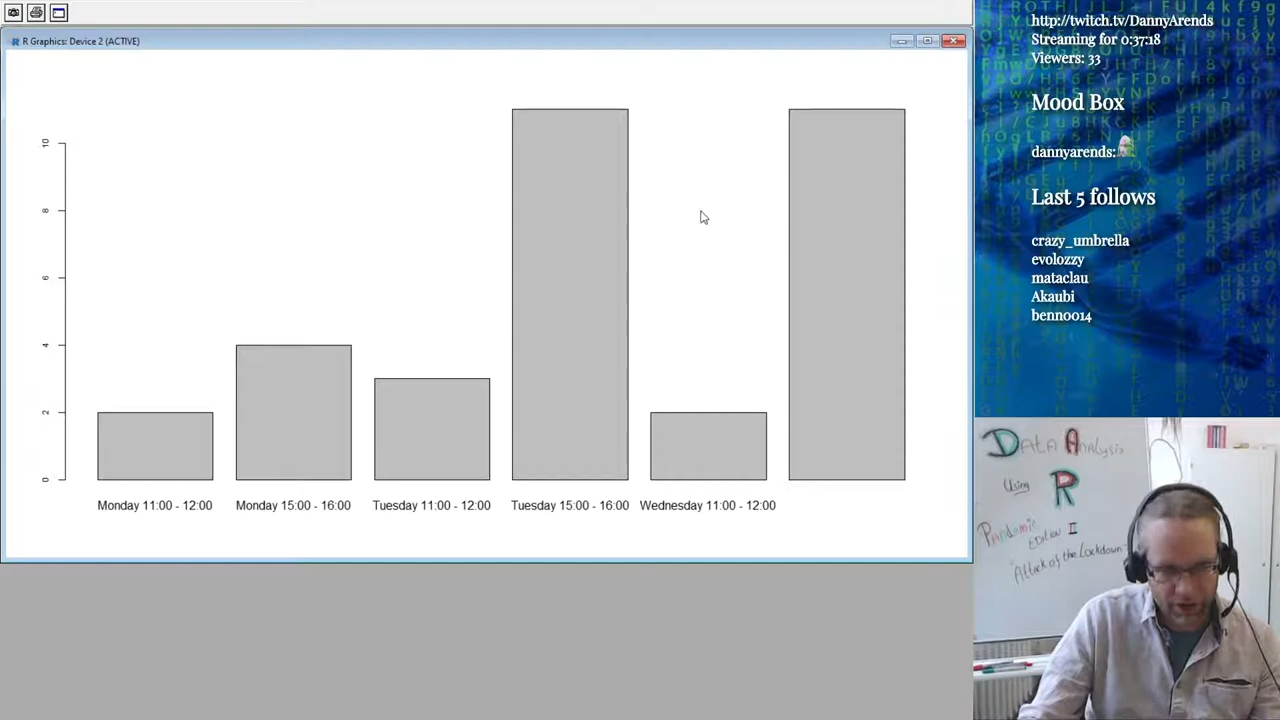 R Graphics: Device 2 (ACTIVE)
10
8
6
4
2
0
Monday 11:00 - 12:00
Monday 15:00 - 16:00
Tuesday 11:00 - 12:00
Tuesday 15:00 - 16:00
Wednesday 11:00 - 12:00
http://twitch.tv/DannyArends
Streaming for 0:37:18
Viewers: 33
Mood Box
dannyarends:
Last 5 follows
crazy_umbrella
evolozzy
mataclau
Akaubi
benno014
DATA ANALYSIS
Using
R
Pandemic
Edition II
"Attack of the Lockdown"